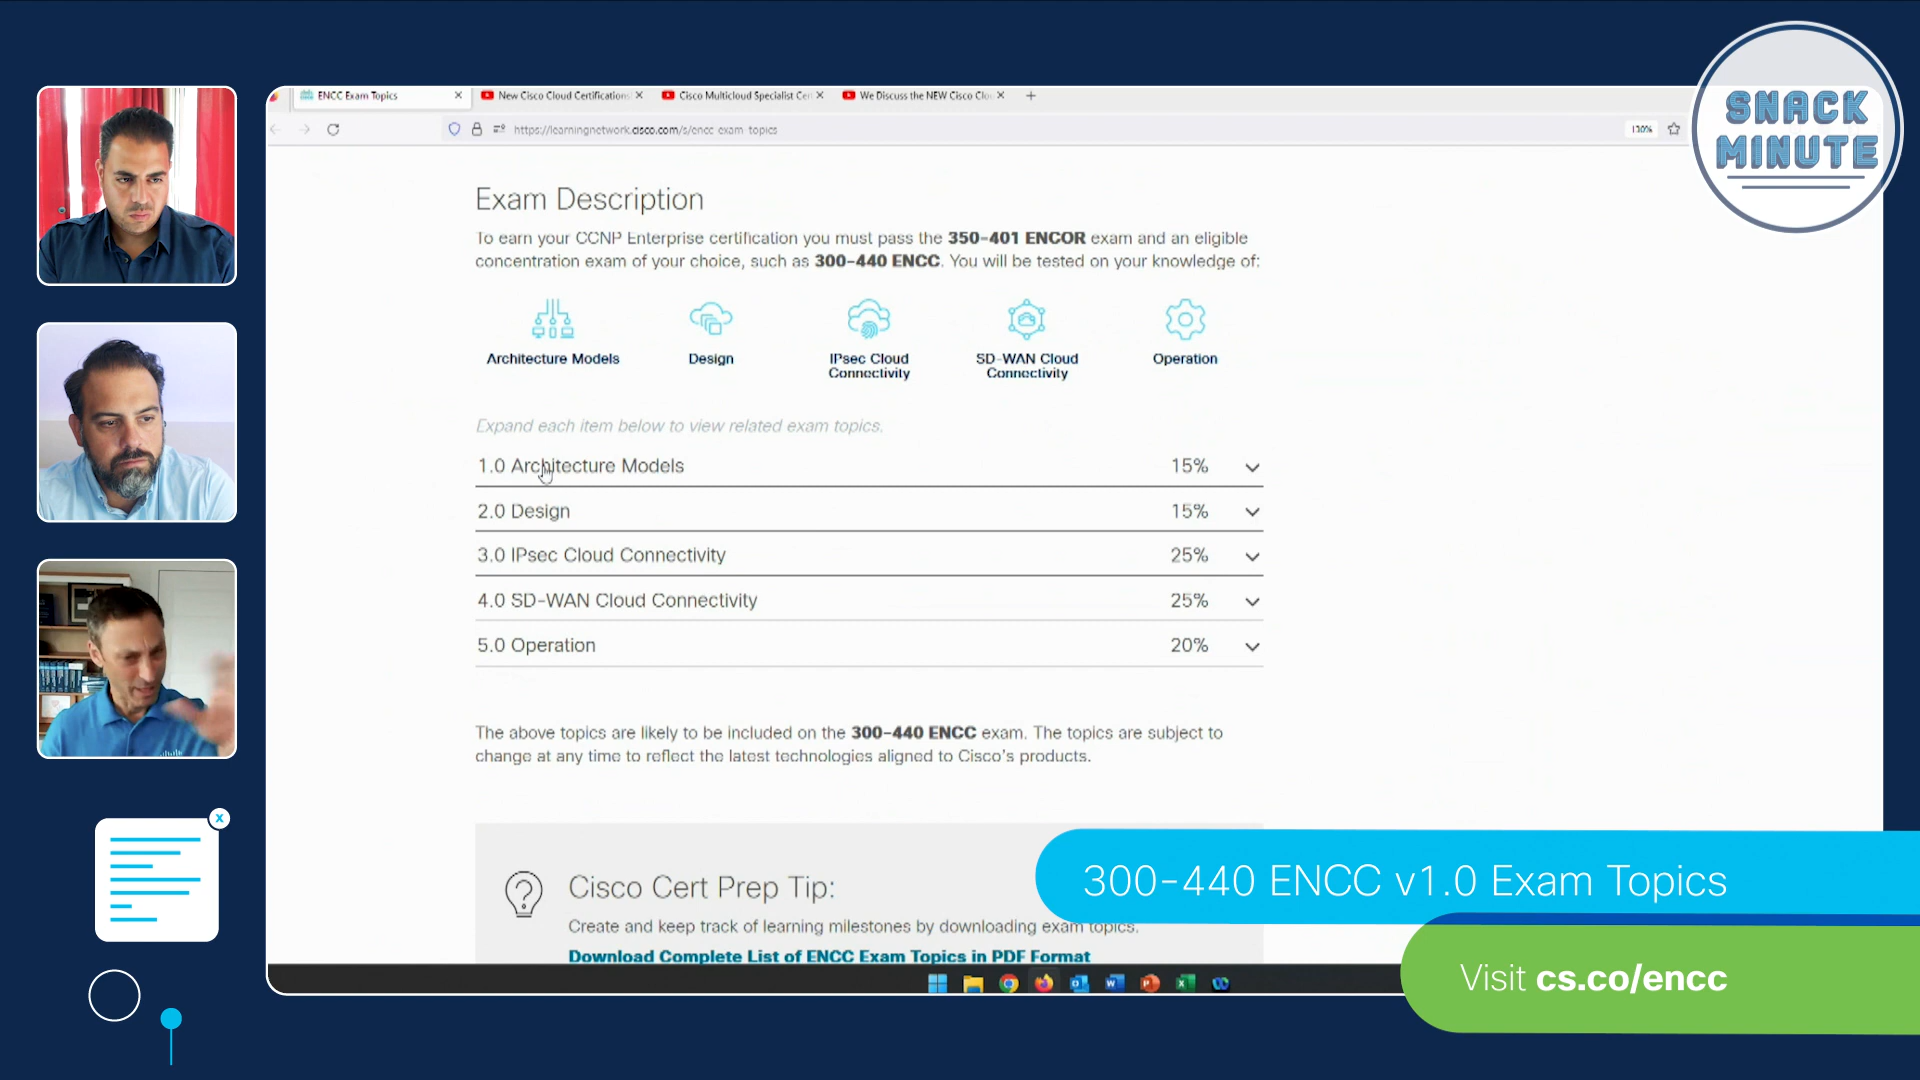 ENCC Exam Topics
New Cisco Cloud Certification
Cisco Multicloud Specialist Cer
We Discuss the NEW Cisco Clo
https://learningnetwork.cisco.com/s/encc-exam-topics
130%
SNACK
MINUTE
Exam Description
To earn your CCNP Enterprise certification you must pass the 350-401 ENCOR exam and an eligible
concentration exam of your choice, such as 300-440 ENCC. You will be tested on your knowledge of:
Architecture Models
Design
IPsec Cloud
Connectivity
SD-WAN Cloud
Connectivity
Operation
Expand each item below to view related exam topics.
1.0 Architecture Models 15%
2.0 Design 15%
3.0 IPsec Cloud Connectivity 25%
4.0 SD-WAN Cloud Connectivity 25%
5.0 Operation 20%
The above topics are likely to be included on the 300-440 ENCC exam. The topics are subject to
change at any time to reflect the latest technologies aligned to Cisco's products.
Cisco Cert Prep Tip:
Create and keep track of learning milestones by downloading exam topics.
Download Complete List of ENCC Exam Topics in PDF Format
300-440 ENCC v1.0 Exam Topics
Visit cs.co/encc
x